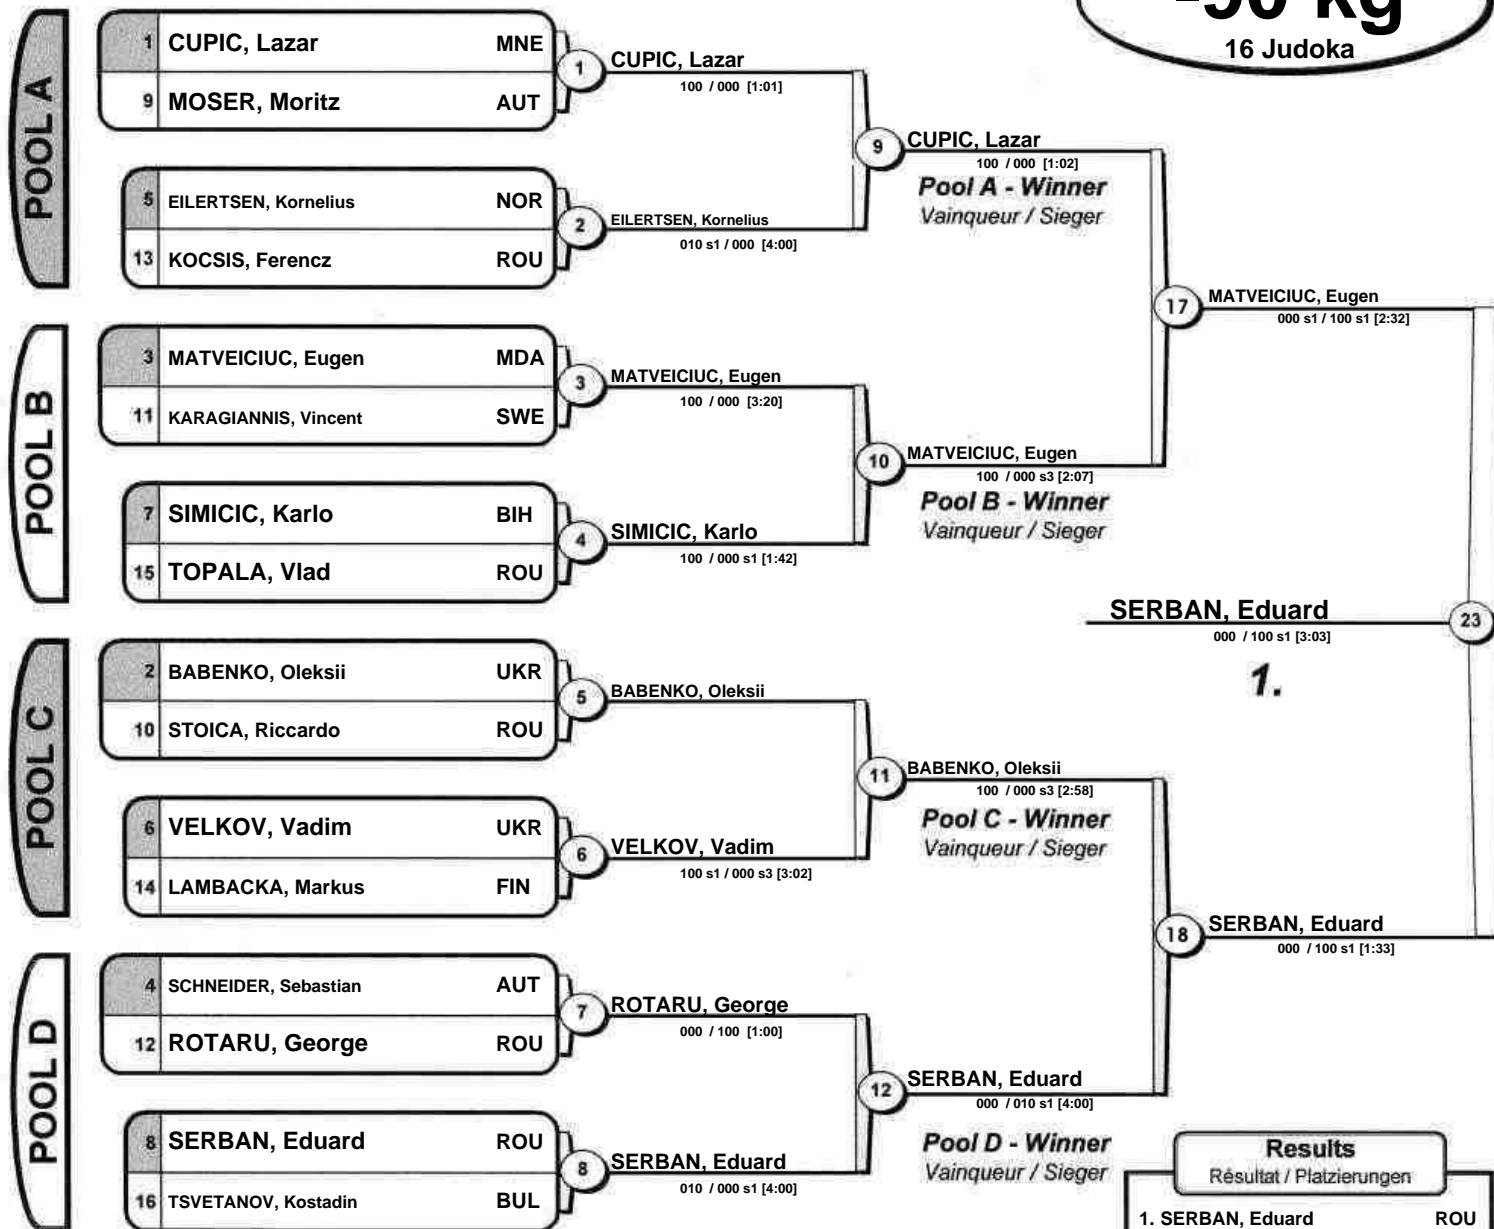 -90 kg
16 Judoka
POOL A
1 CUPIC, Lazar MNE
9 MOSER, Moritz AUT
1 CUPIC, Lazar
100 / 000 [1:01]
5 EILERTSEN, Kornelius NOR
13 KOCSIS, Ferencz ROU
2 EILERTSEN, Kornelius
010 s1 / 000 [4:00]
9 CUPIC, Lazar
100 / 000 [1:02]
Pool A - Winner
Vainqueur / Sieger
POOL B
3 MATVEICIUC, Eugen MDA
11 KARAGIANNIS, Vincent SWE
3 MATVEICIUC, Eugen
100 / 000 [3:20]
7 SIMICIC, Karlo BIH
15 TOPALA, Vlad ROU
4 SIMICIC, Karlo
100 / 000 s1 [1:42]
10 MATVEICIUC, Eugen
100 / 000 s3 [2:07]
Pool B - Winner
Vainqueur / Sieger
17 MATVEICIUC, Eugen
000 s1 / 100 s1 [2:32]
SERBAN, Eduard 23
000 / 100 s1 [3:03]
1.
POOL C
2 BABENKO, Oleksii UKR
10 STOICA, Riccardo ROU
5 BABENKO, Oleksii
6 VELKOV, Vadim UKR
14 LAMBACKA, Markus FIN
6 VELKOV, Vadim
100 s1 / 000 s3 [3:02]
11 BABENKO, Oleksii
100 / 000 s3 [2:58]
Pool C - Winner
Vainqueur / Sieger
18 SERBAN, Eduard
000 / 100 s1 [1:33]
POOL D
4 SCHNEIDER, Sebastian AUT
12 ROTARU, George ROU
7 ROTARU, George
000 / 100 [1:00]
8 SERBAN, Eduard ROU
16 TSVETANOV, Kostadin BUL
8 SERBAN, Eduard
010 / 000 s1 [4:00]
12 SERBAN, Eduard
000 / 010 s1 [4:00]
Pool D - Winner
Vainqueur / Sieger
Results
Résultat / Platzierungen
1. SERBAN, Eduard ROU